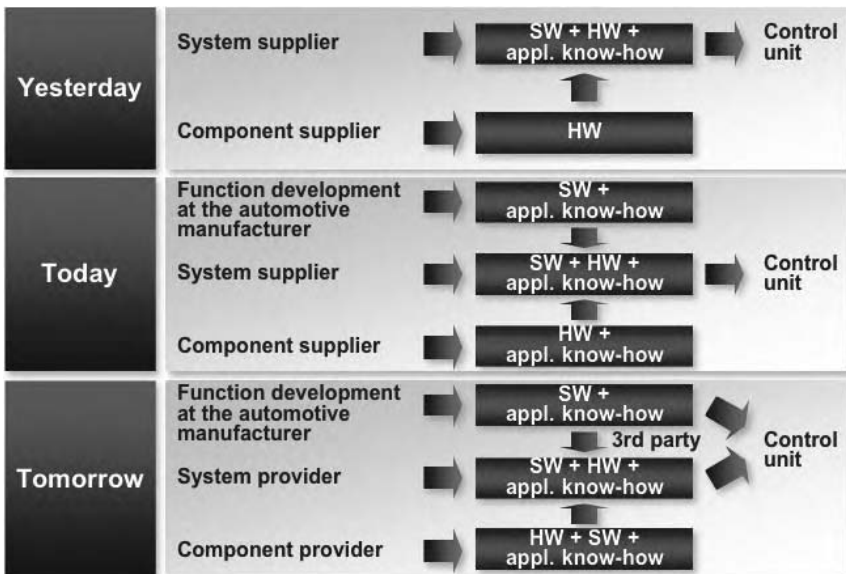 Yesterday
System supplier
SW + HW +
appl. know-how
Control
unit
Component supplier
HW
Today
Function development
at the automotive
manufacturer
SW +
appl. know-how
System supplier
SW + HW +
appl. know-how
Control
unit
Component supplier
HW +
appl. know-how
Tomorrow
Function development
at the automotive
manufacturer
SW +
appl. know-how
3rd party
Control
unit
System provider
SW + HW +
appl. know-how
Component provider
HW + SW +
appl. know-how